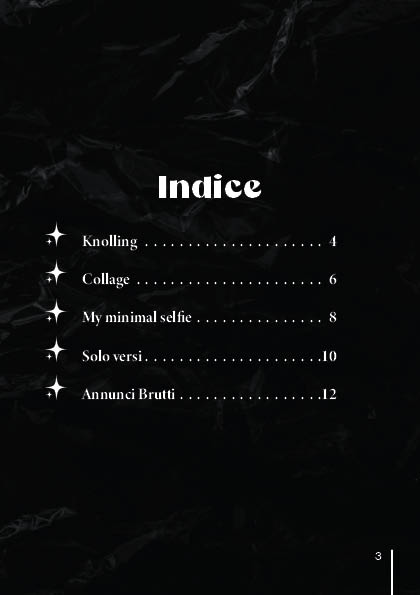 Indice
Knolling . . . . . . . . . . . . . . . . . . . . . 4
Collage . . . . . . . . . . . . . . . . . . . . . . 6
My minimal selfie . . . . . . . . . . . . . . . 8
Solo versi . . . . . . . . . . . . . . . . . . . . .10
Annunci Brutti . . . . . . . . . . . . . . . . .12
3